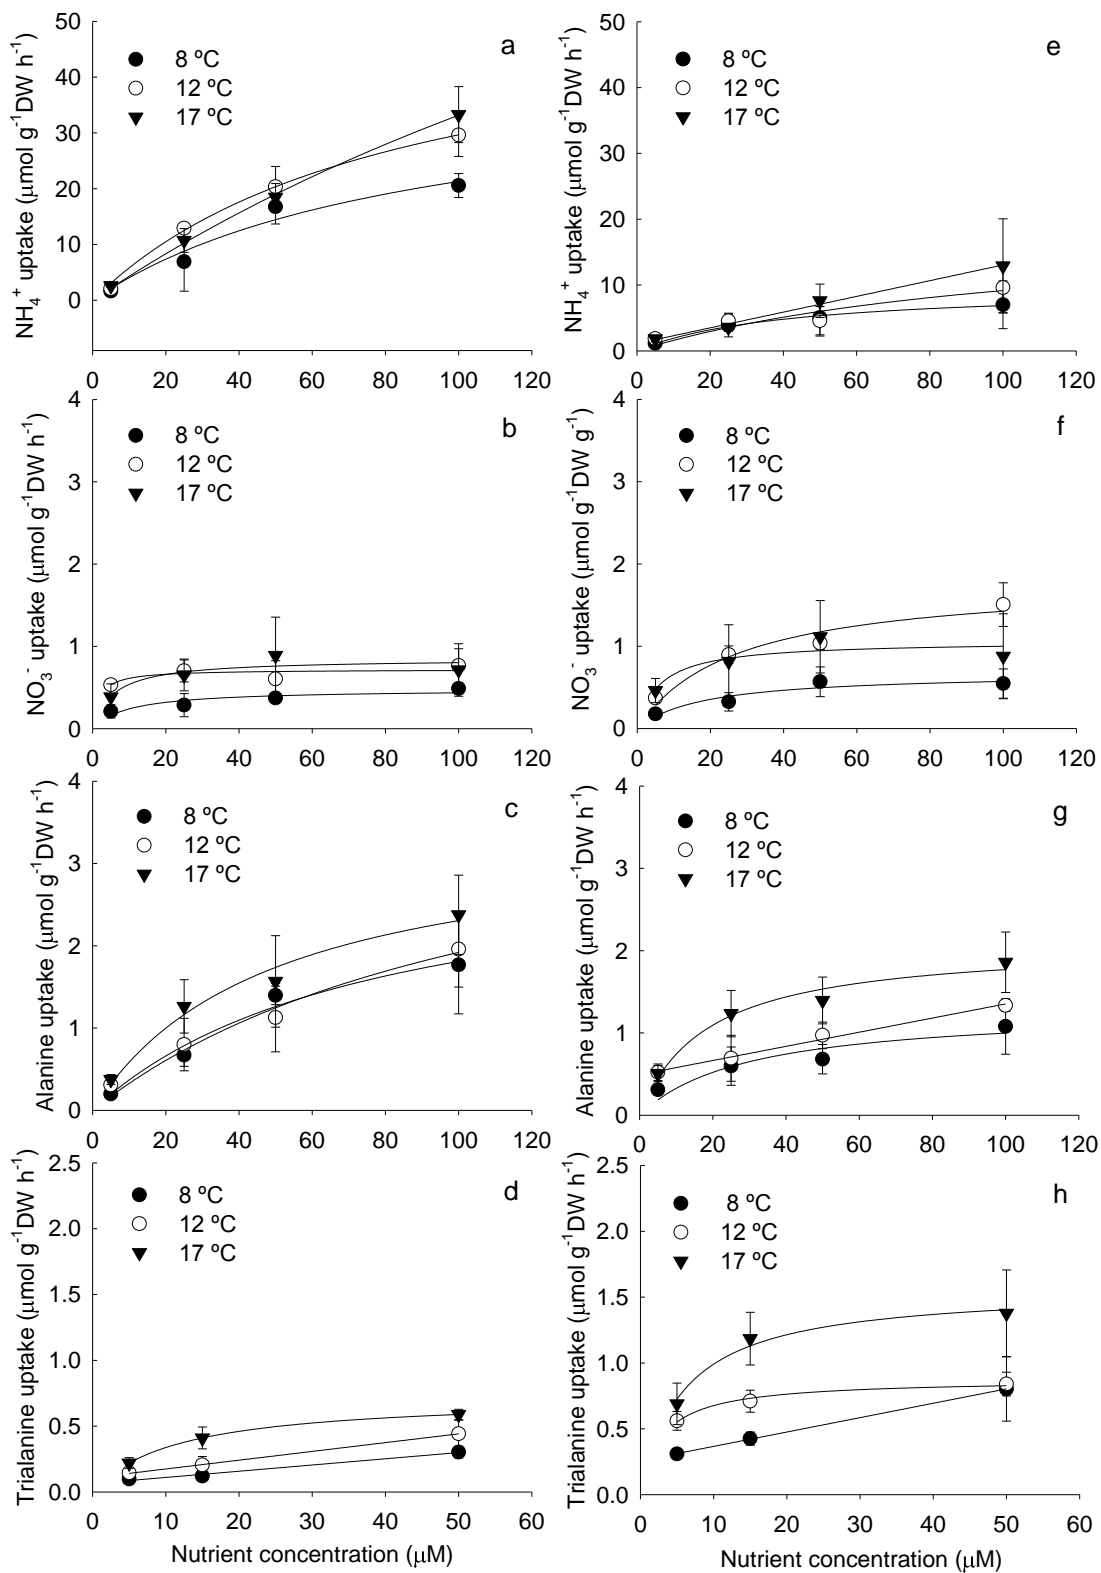 a
8 ºC
12 ºC
17 ºC
NH₄⁺ uptake (μmol g⁻¹DW h⁻¹)
50
40
30
20
10
0
0 20 40 60 80 100 120
e
8 ºC
12 ºC
17 ºC
NH₄⁺ uptake (μmol g⁻¹DW h⁻¹)
50
40
30
20
10
0
0 20 40 60 80 100 120
b
8 ºC
12 ºC
17 ºC
NO₃⁻ uptake (μmol g⁻¹DW h⁻¹)
4
3
2
1
0
0 20 40 60 80 100 120
f
8 ºC
12 ºC
17 ºC
NO₃⁻ uptake (μmol g⁻¹DW g⁻¹)
4
3
2
1
0
0 20 40 60 80 100 120
c
8 ºC
12 ºC
17 ºC
Alanine uptake (μmol g⁻¹DW h⁻¹)
4
3
2
1
0
0 20 40 60 80 100 120
g
8 ºC
12 ºC
17 ºC
Alanine uptake (μmol g⁻¹DW h⁻¹)
4
3
2
1
0
0 20 40 60 80 100 120
d
8 ºC
12 ºC
17 ºC
Trialanine uptake (μmol g⁻¹DW h⁻¹)
2.5
2.0
1.5
1.0
0.5
0.0
0 10 20 30 40 50 60
Nutrient concentration (μM)
h
8 ºC
12 ºC
17 ºC
Trialanine uptake (μmol g⁻¹DW h⁻¹)
2.5
2.0
1.5
1.0
0.5
0.0
0 10 20 30 40 50 60
Nutrient concentration (μM)